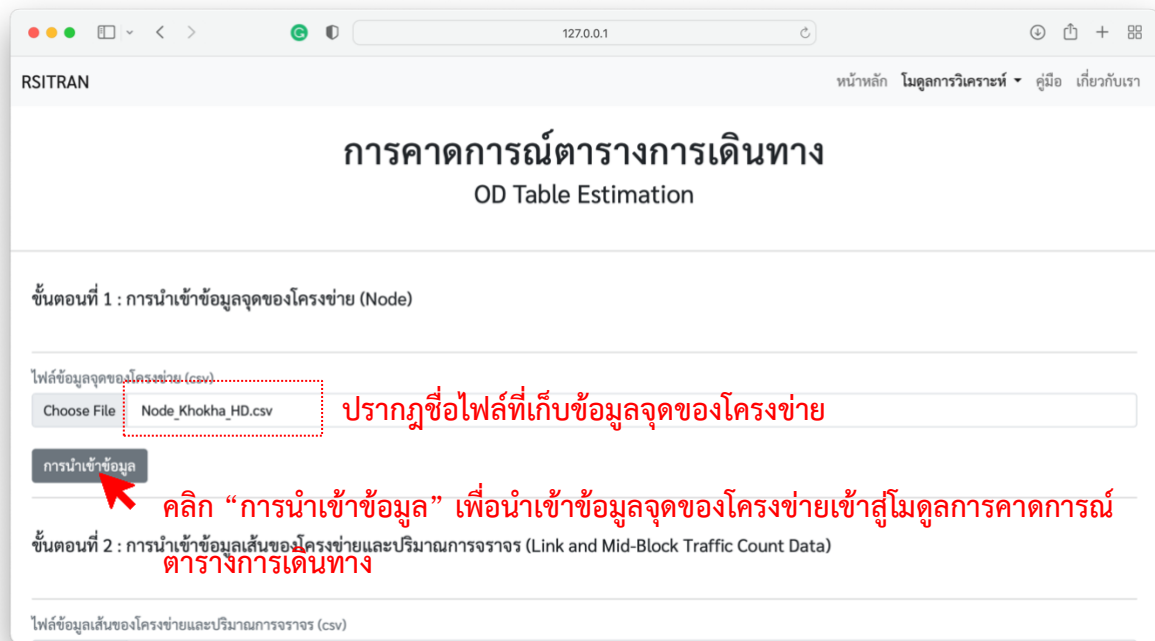 127.0.0.1
RSITRAN
หน้าหลัก โมดูลการวิเคราะห์ คู่มือ เกี่ยวกับเรา
การคาดการณ์ตารางการเดินทาง
OD Table Estimation
ขั้นตอนที่ 1 : การนำเข้าข้อมูลจุดของโครงข่าย (Node)
ไฟล์ข้อมูลจุดของโครงข่าย (csv)
Choose File Node_Khokha_HD.csv ปรากฏชื่อไฟล์ที่เก็บข้อมูลจุดของโครงข่าย
การนำเข้าข้อมูล
คลิก “การนำเข้าข้อมูล” เพื่อนำเข้าข้อมูลจุดของโครงข่ายเข้าสู่โมดูลการคาดการณ์
ตารางการเดินทาง
ขั้นตอนที่ 2 : การนำเข้าข้อมูลเส้นของโครงข่ายและปริมาณการจราจร (Link and Mid-Block Traffic Count Data)
ไฟล์ข้อมูลเส้นของโครงข่ายและปริมาณการจราจร (csv)